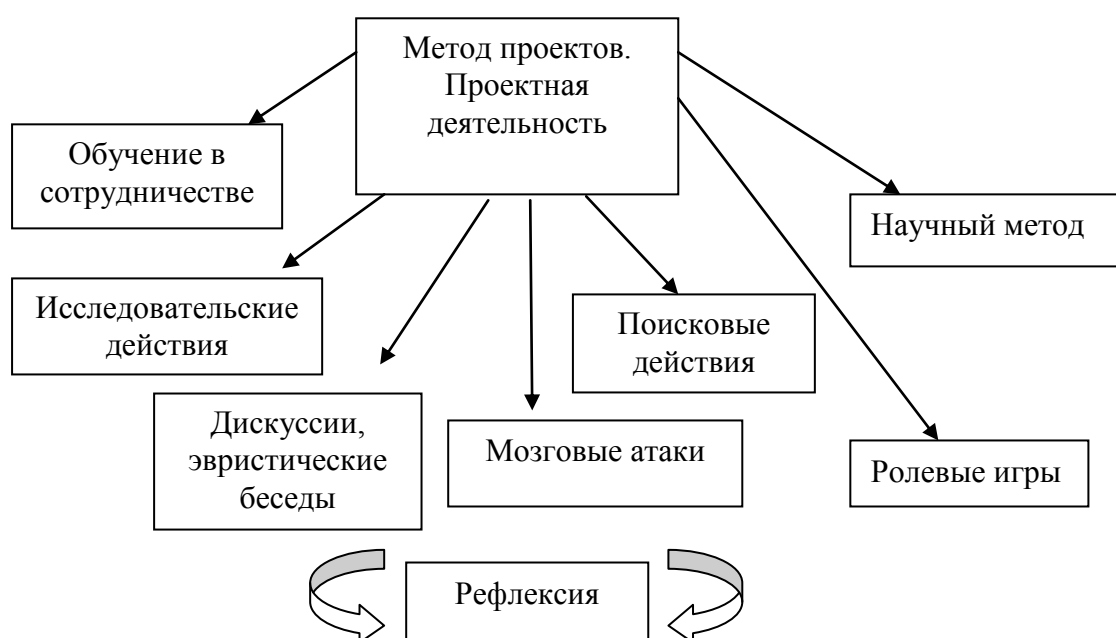 Метод проектов.
Проектная
деятельность
Обучение в
сотрудничестве
Научный метод
Исследовательские
действия
Поисковые
действия
Дискуссии,
эвристические
беседы
Мозговые атаки
Ролевые игры
Рефлексия